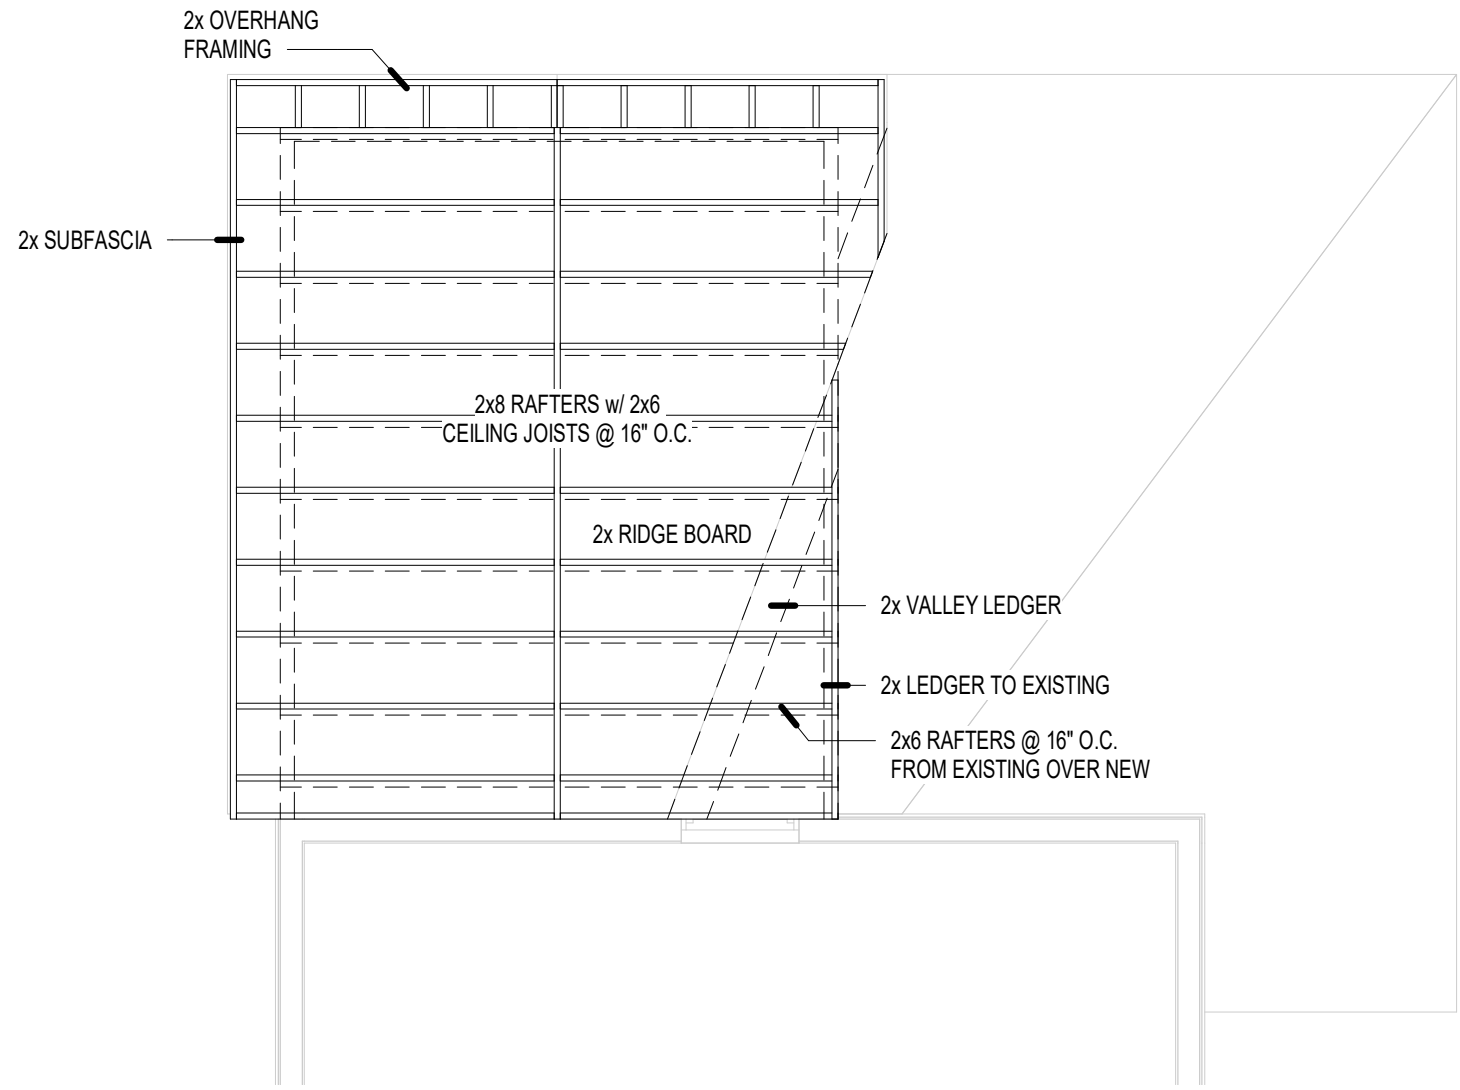 2x OVERHANG
FRAMING
2x SUBFASCIA
2x8 RAFTERS w/ 2x6
CEILING JOISTS @ 16" O.C.
2x RIDGE BOARD
2x VALLEY LEDGER
2x LEDGER TO EXISTING
2x6 RAFTERS @ 16" O.C.
FROM EXISTING OVER NEW